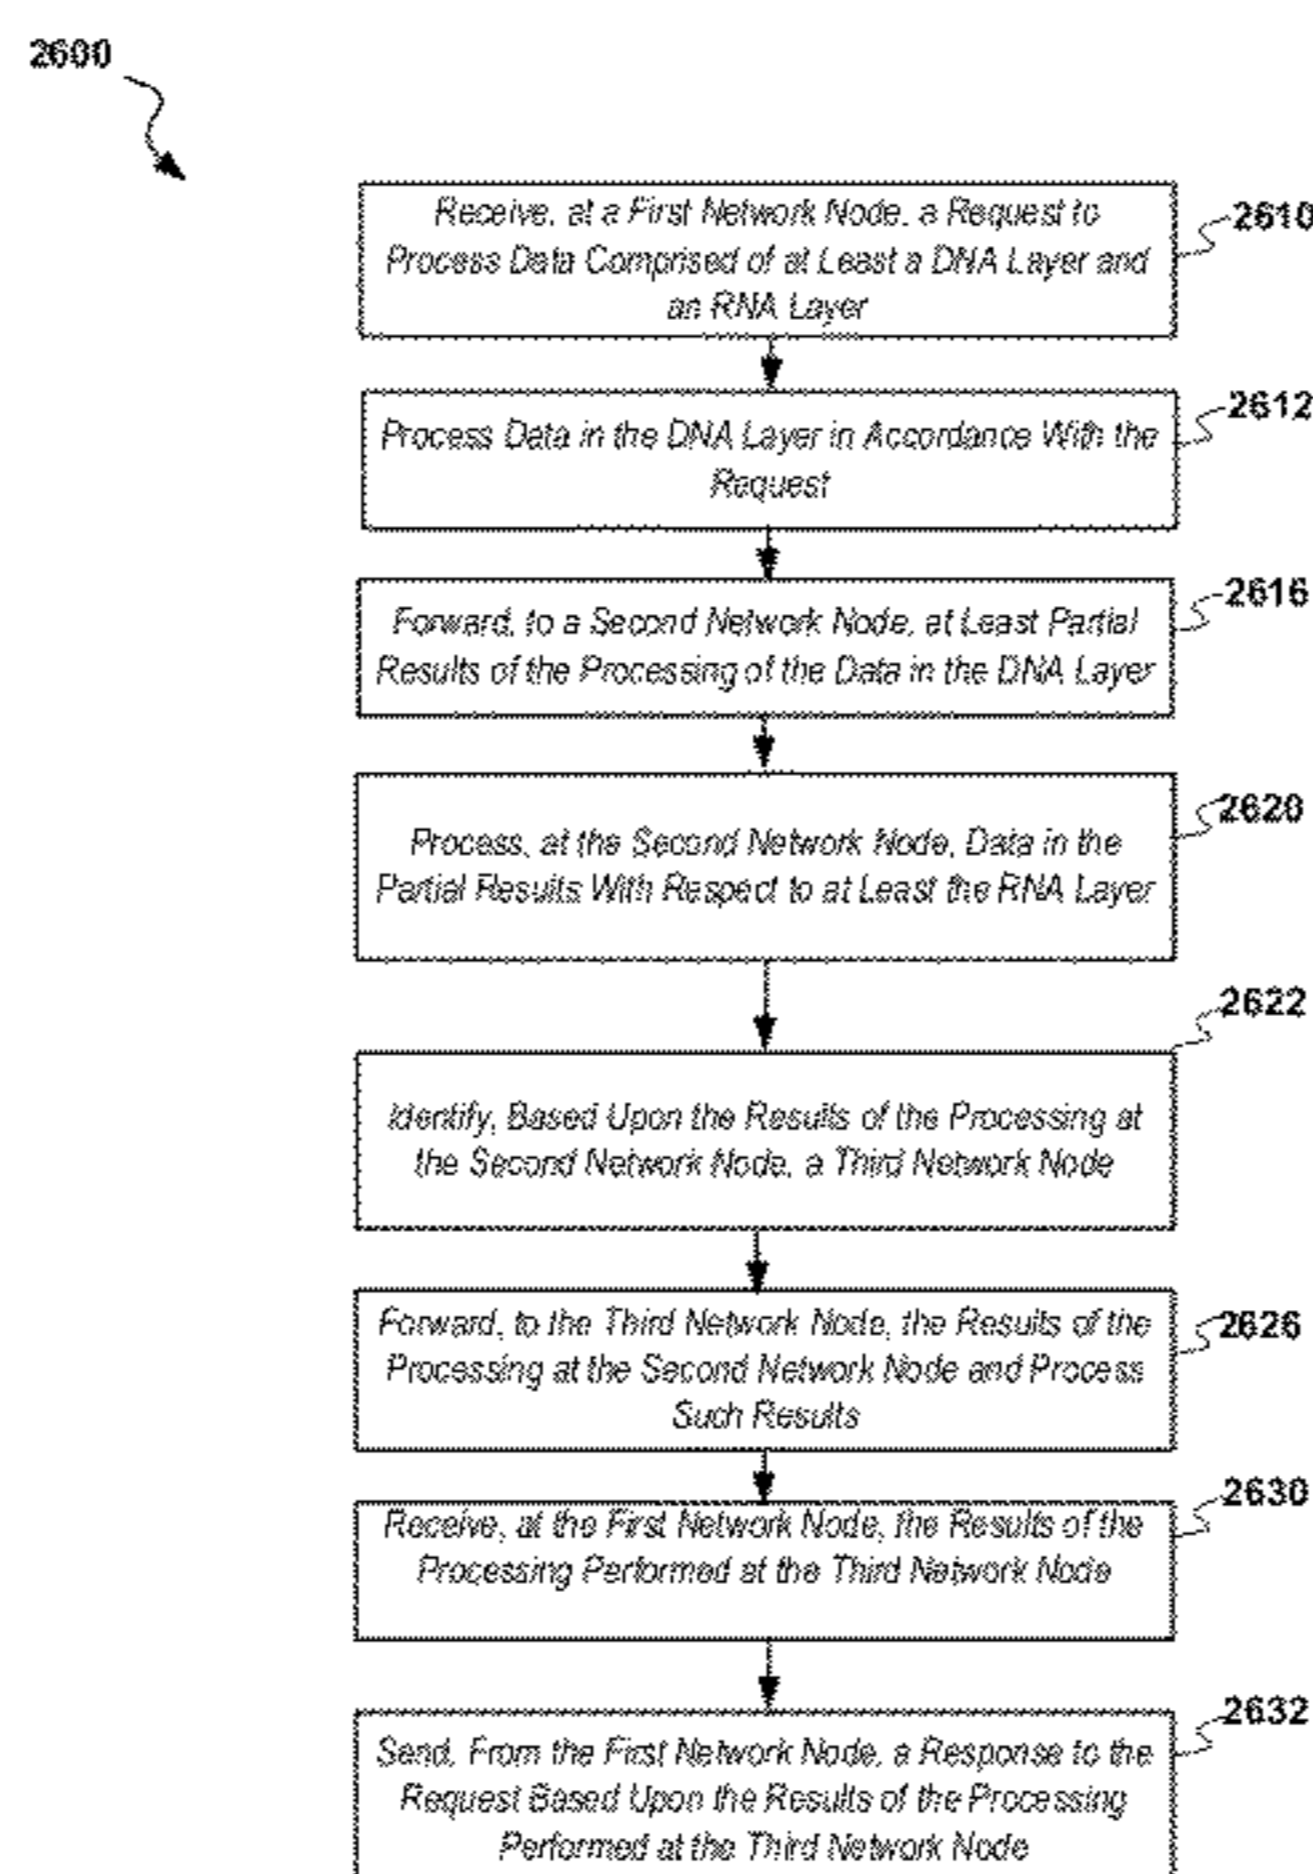 2600
Receive, at a First Network Node, a Request to
Process Data Comprised of at Least a DNA Layer and
an RNA Layer
2610
Process Data in the DNA Layer in Accordance With the
Request
2612
Forward, to a Second Network Node, at Least Partial
Results of the Processing of the Data in the DNA Layer
2616
Process, at the Second Network Node, Data in the
Partial Results With Respect to at Least the RNA Layer
2620
Identify, Based Upon the Results of the Processing at
the Second Network Node, a Third Network Node
2622
Forward, to the Third Network Node, the Results of the
Processing at the Second Network Node and Process
Such Results
2626
Receive, at the First Network Node, the Results of the
Processing Performed at the Third Network Node
2630
Send, From the First Network Node, a Response to the
Request Based Upon the Results of the Processing
Performed at the Third Network Node
2632